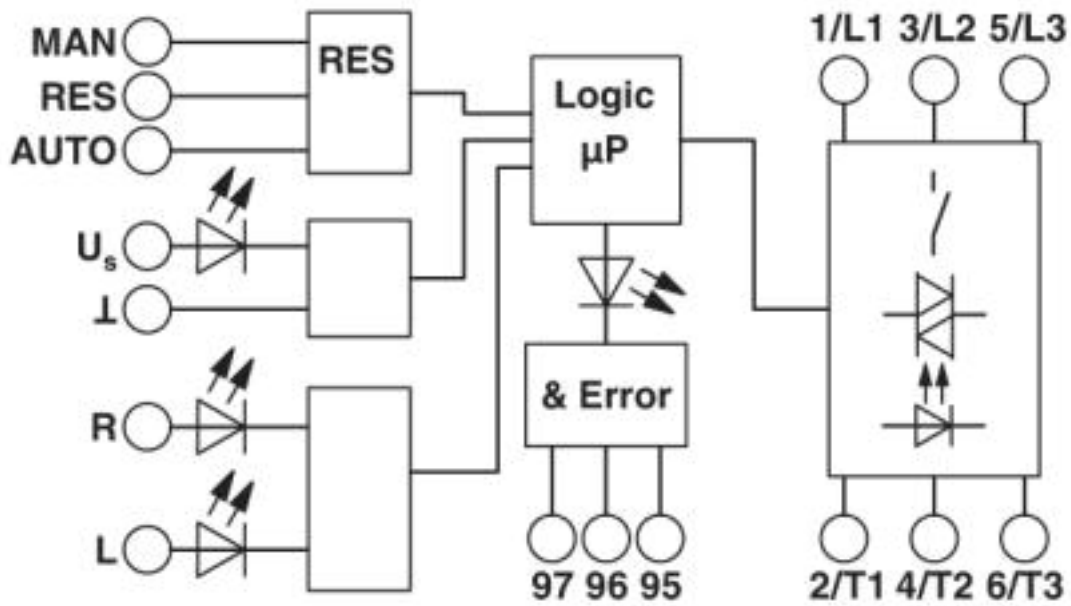 MAN
RES
AUTO
RES
Logic
µP
1/L1 3/L2 5/L3
Us
⊥
R
L
& Error
97 96 95
2/T1 4/T2 6/T3